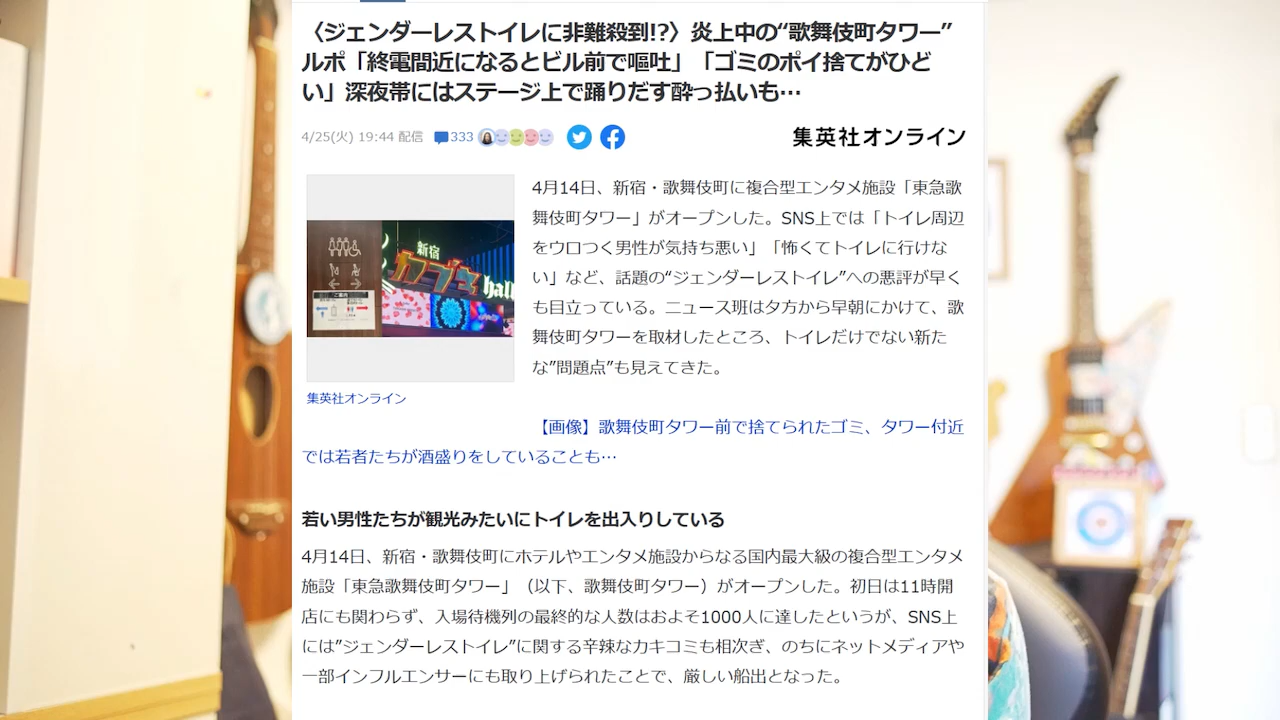 〈ジェンダーレストイレに非難殺到!?〉炎上中の“歌舞伎町タワー”
ルポ「終電間近になるとビル前で嘔吐」「ゴミのポイ捨てがひど
い」深夜帯にはステージ上で踊りだす酔っ払いも…
4/25(火) 19:44 配信 333
集英社オンライン
4月14日、新宿・歌舞伎町に複合型エンタメ施設「東急歌
舞伎町タワー」がオープンした。SNS上では「トイレ周辺
をウロつく男性が気持ち悪い」「怖くてトイレに行けな
い」など、話題の“ジェンダーレストイレ”への悪評が早く
も目立っている。ニュース班は夕方から早朝にかけて、歌
舞伎町タワーを取材したところ、トイレだけでない新た
な”問題点”も見えてきた。
新宿
カブキ
hall
集英社オンライン
【画像】歌舞伎町タワー前で捨てられたゴミ、タワー付近
では若者たちが酒盛りをしていることも…
若い男性たちが観光みたいにトイレを出入りしている
4月14日、新宿・歌舞伎町にホテルやエンタメ施設からなる国内最大級の複合型エンタメ
施設「東急歌舞伎町タワー」（以下、歌舞伎町タワー）がオープンした。初日は11時開
店にも関わらず、入場待機列の最終的な人数はおよそ1000人に達したというが、SNS上
には”ジェンダーレストイレ”に関する辛辣なカキコミも相次ぎ、のちにネットメディアや
一部インフルエンサーにも取り上げられたことで、厳しい船出となった。